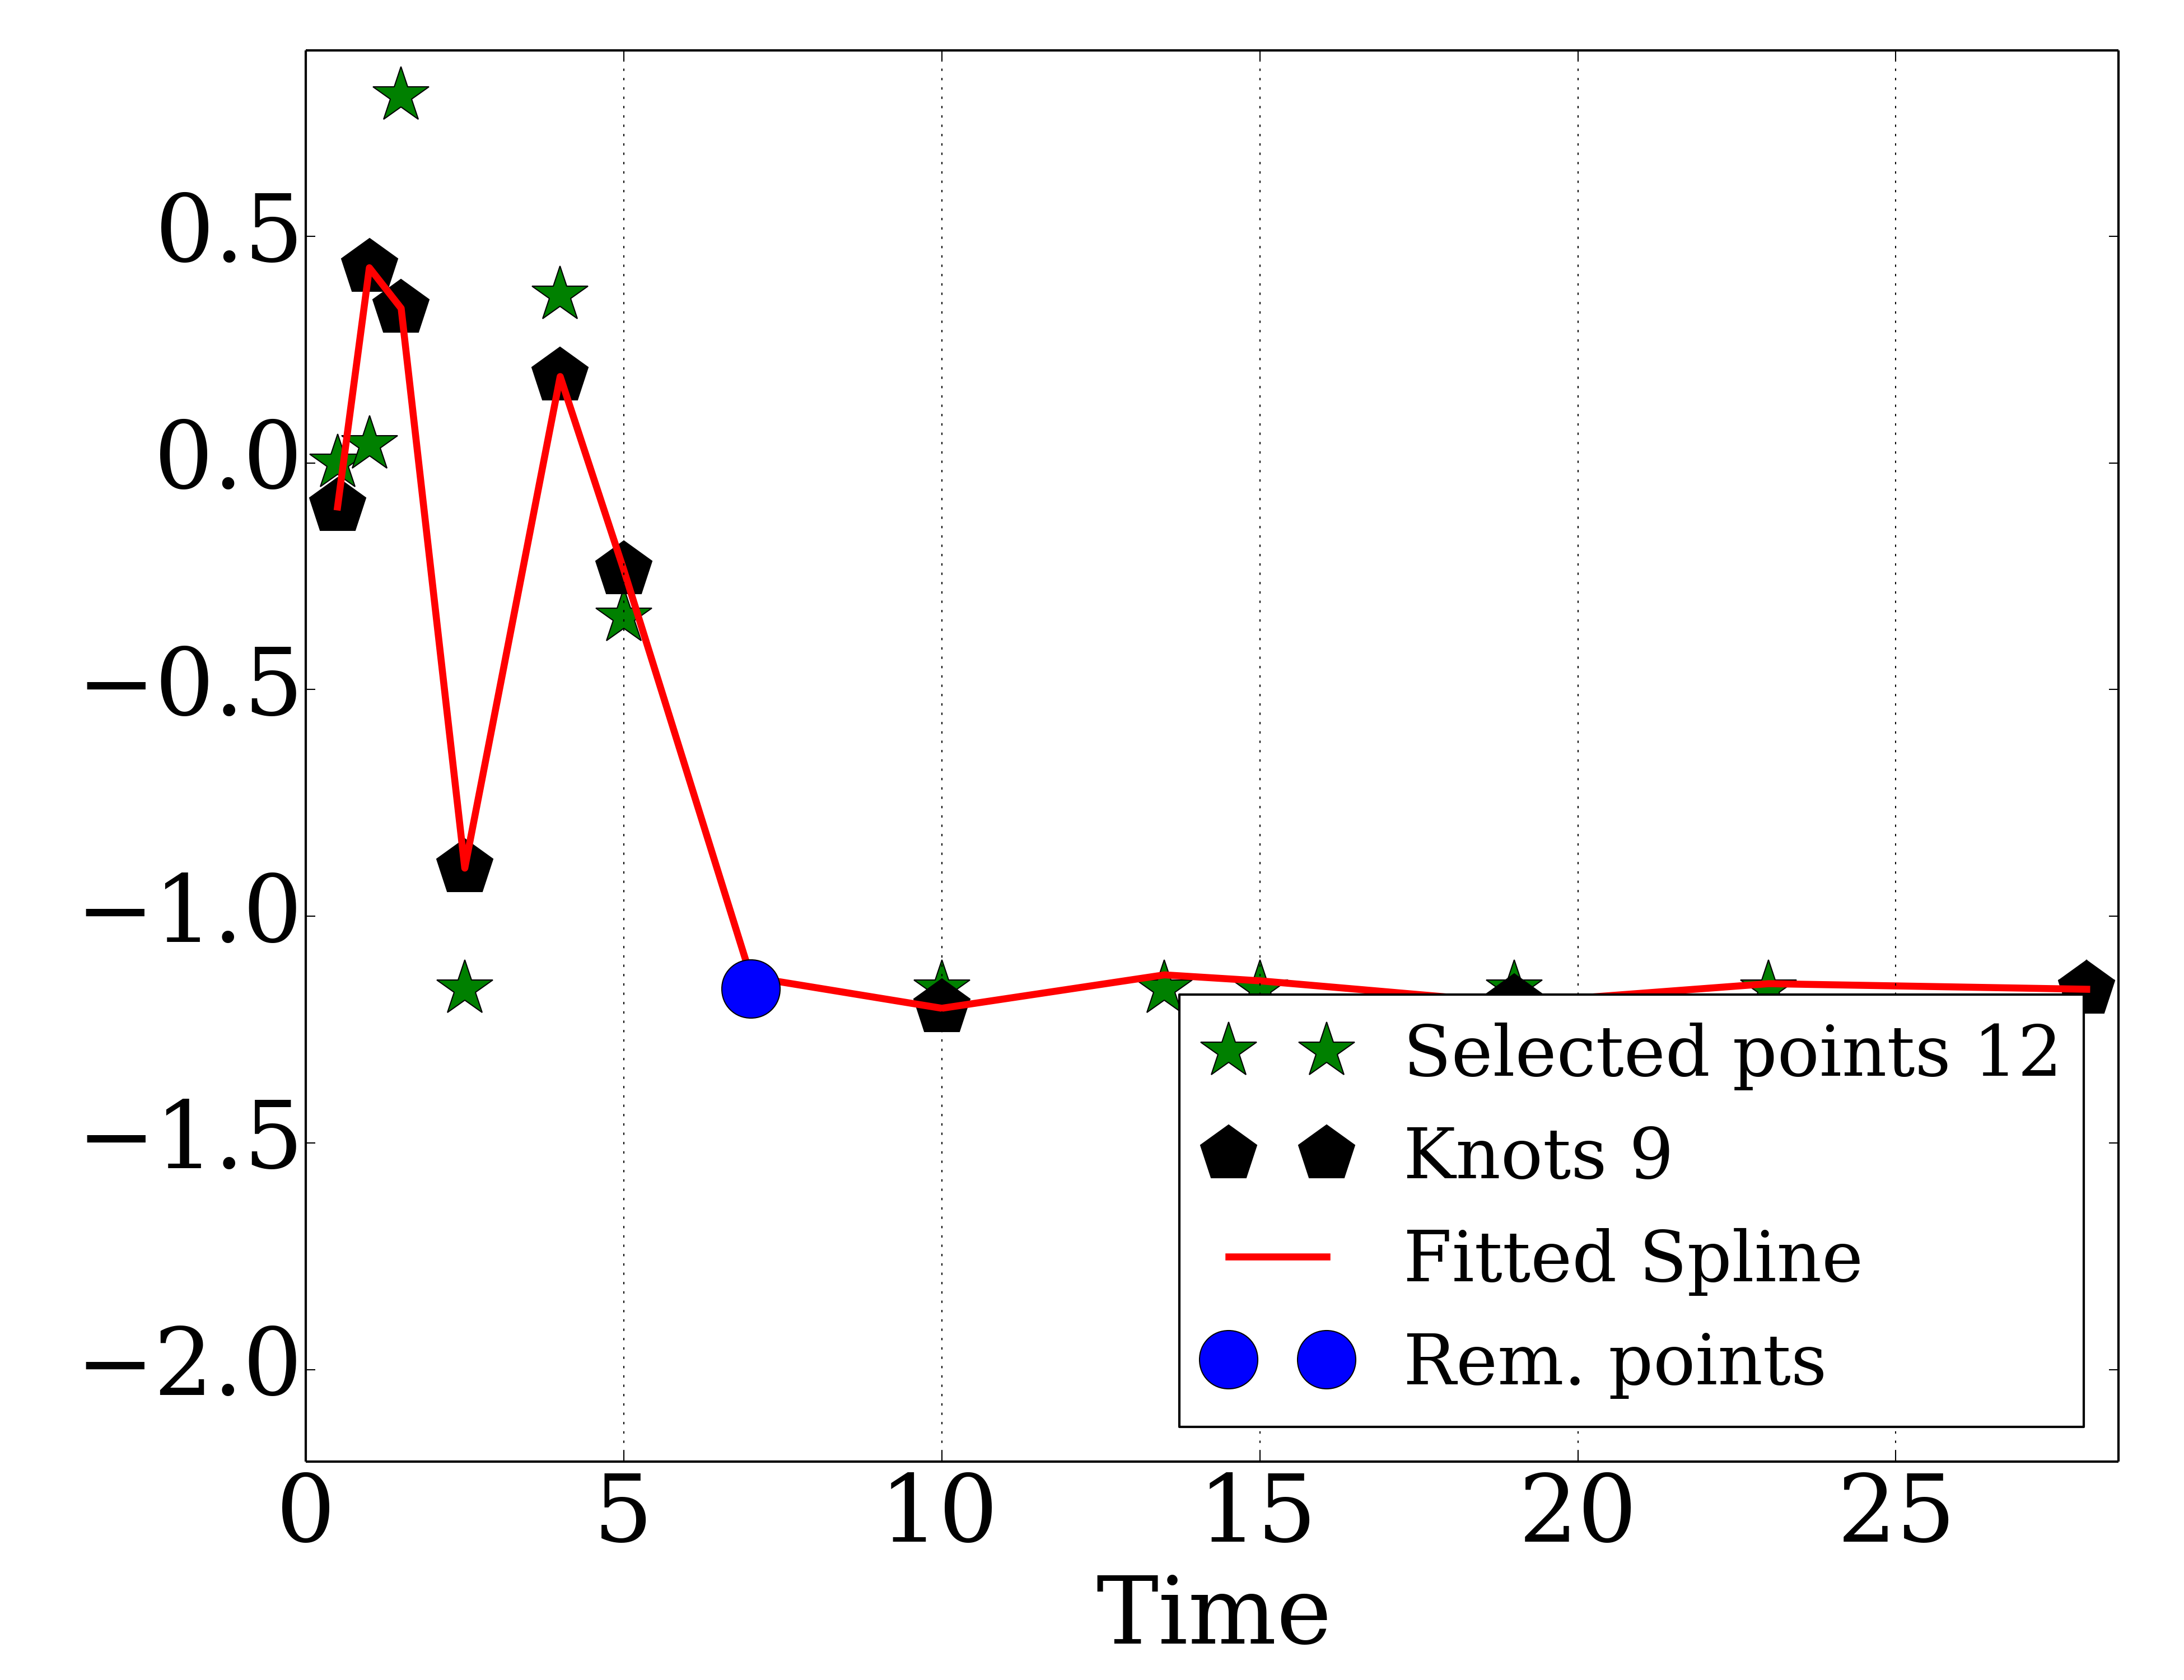 0.5
0.0
−0.5
−1.0
−1.5
−2.0
Selected points 12
Knots 9
Fitted Spline
Rem. points
0 5 10 15 20 25
Time